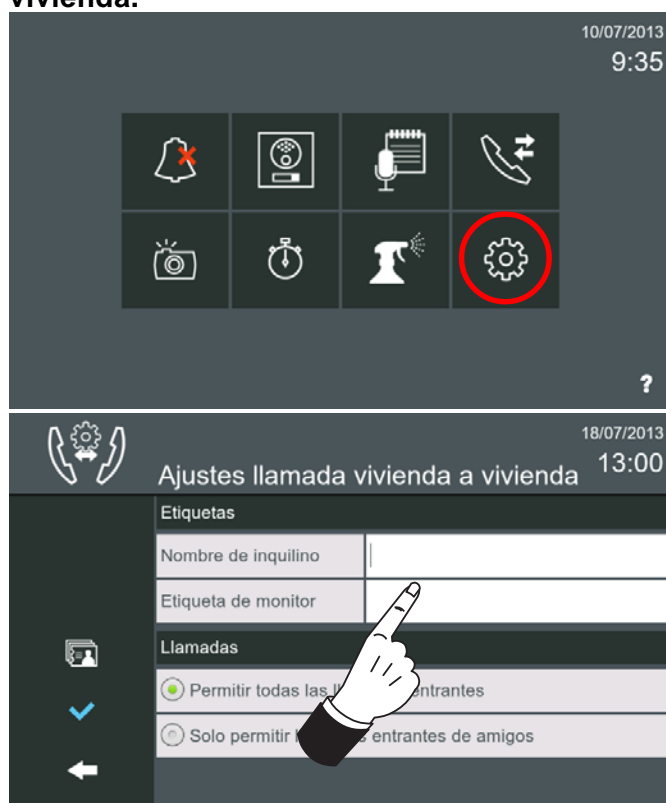 vivienda.
10/07/2013
9:35
?
18/07/2013
13:00
Ajustes llamada vivienda a vivienda
Etiquetas
Nombre de inquilino
Etiqueta de monitor
Llamadas
Permitir todas las entrantes
Solo permitir entrantes de amigos